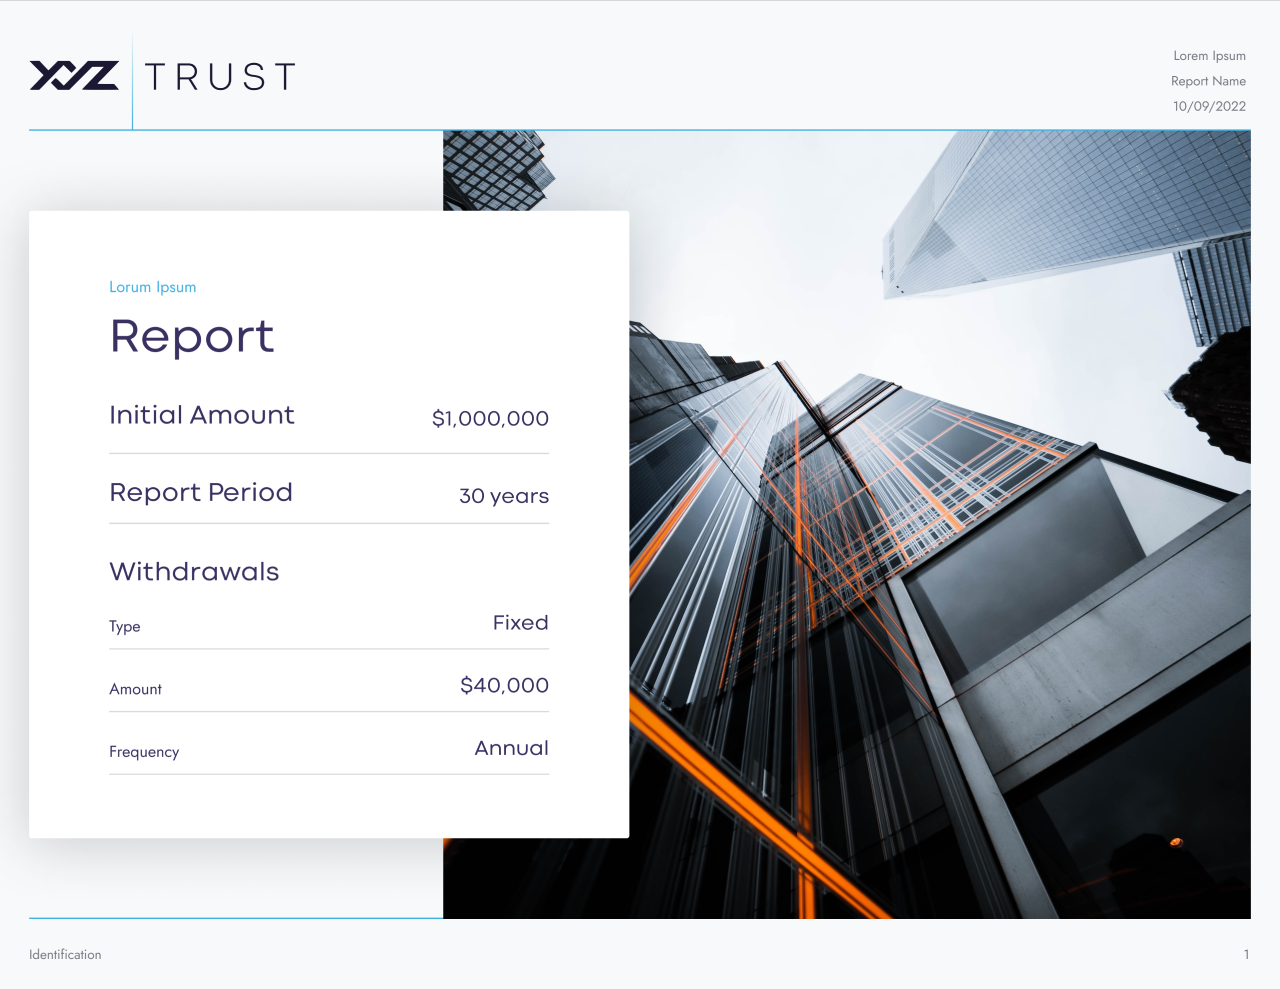 XYZ TRUST
Lorem Ipsum
Report Name
10/09/2022
Lorum Ipsum
Report
Initial Amount $1,000,000
Report Period 30 years
Withdrawals
Type Fixed
Amount $40,000
Frequency Annual
Identification 1